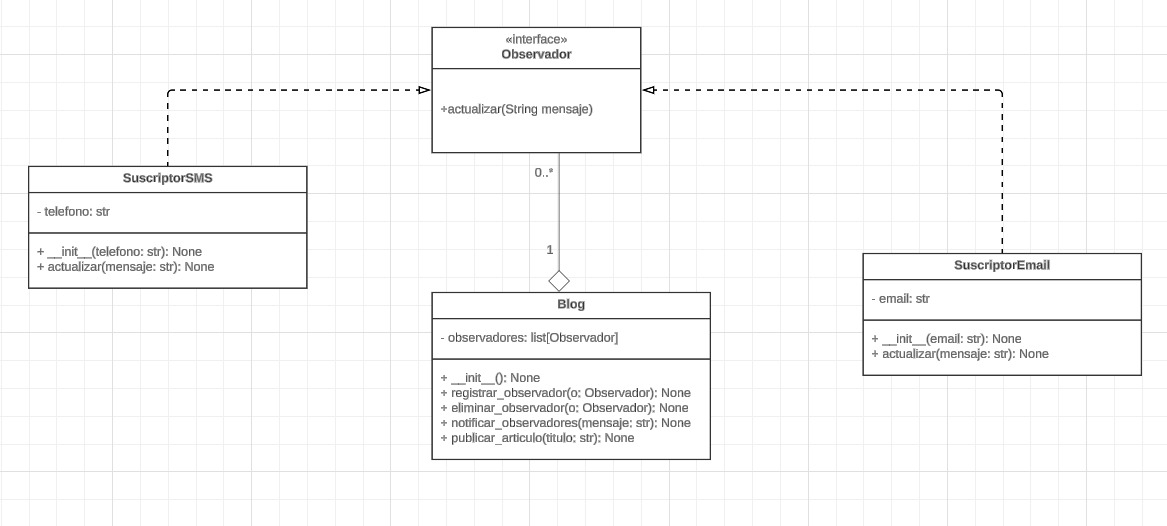 «interface»
Observador
+actualizar(String mensaje)
0..*
1
SuscriptorSMS
- telefono: str
+ __init__(telefono: str): None
+ actualizar(mensaje: str): None
SuscriptorEmail
- email: str
+ __init__(email: str): None
+ actualizar(mensaje: str): None
Blog
- observadores: list[Observador]
+ __init__(): None
+ registrar_observador(o: Observador): None
+ eliminar_observador(o: Observador): None
+ notificar_observadores(mensaje: str): None
+ publicar_articulo(titulo: str): None